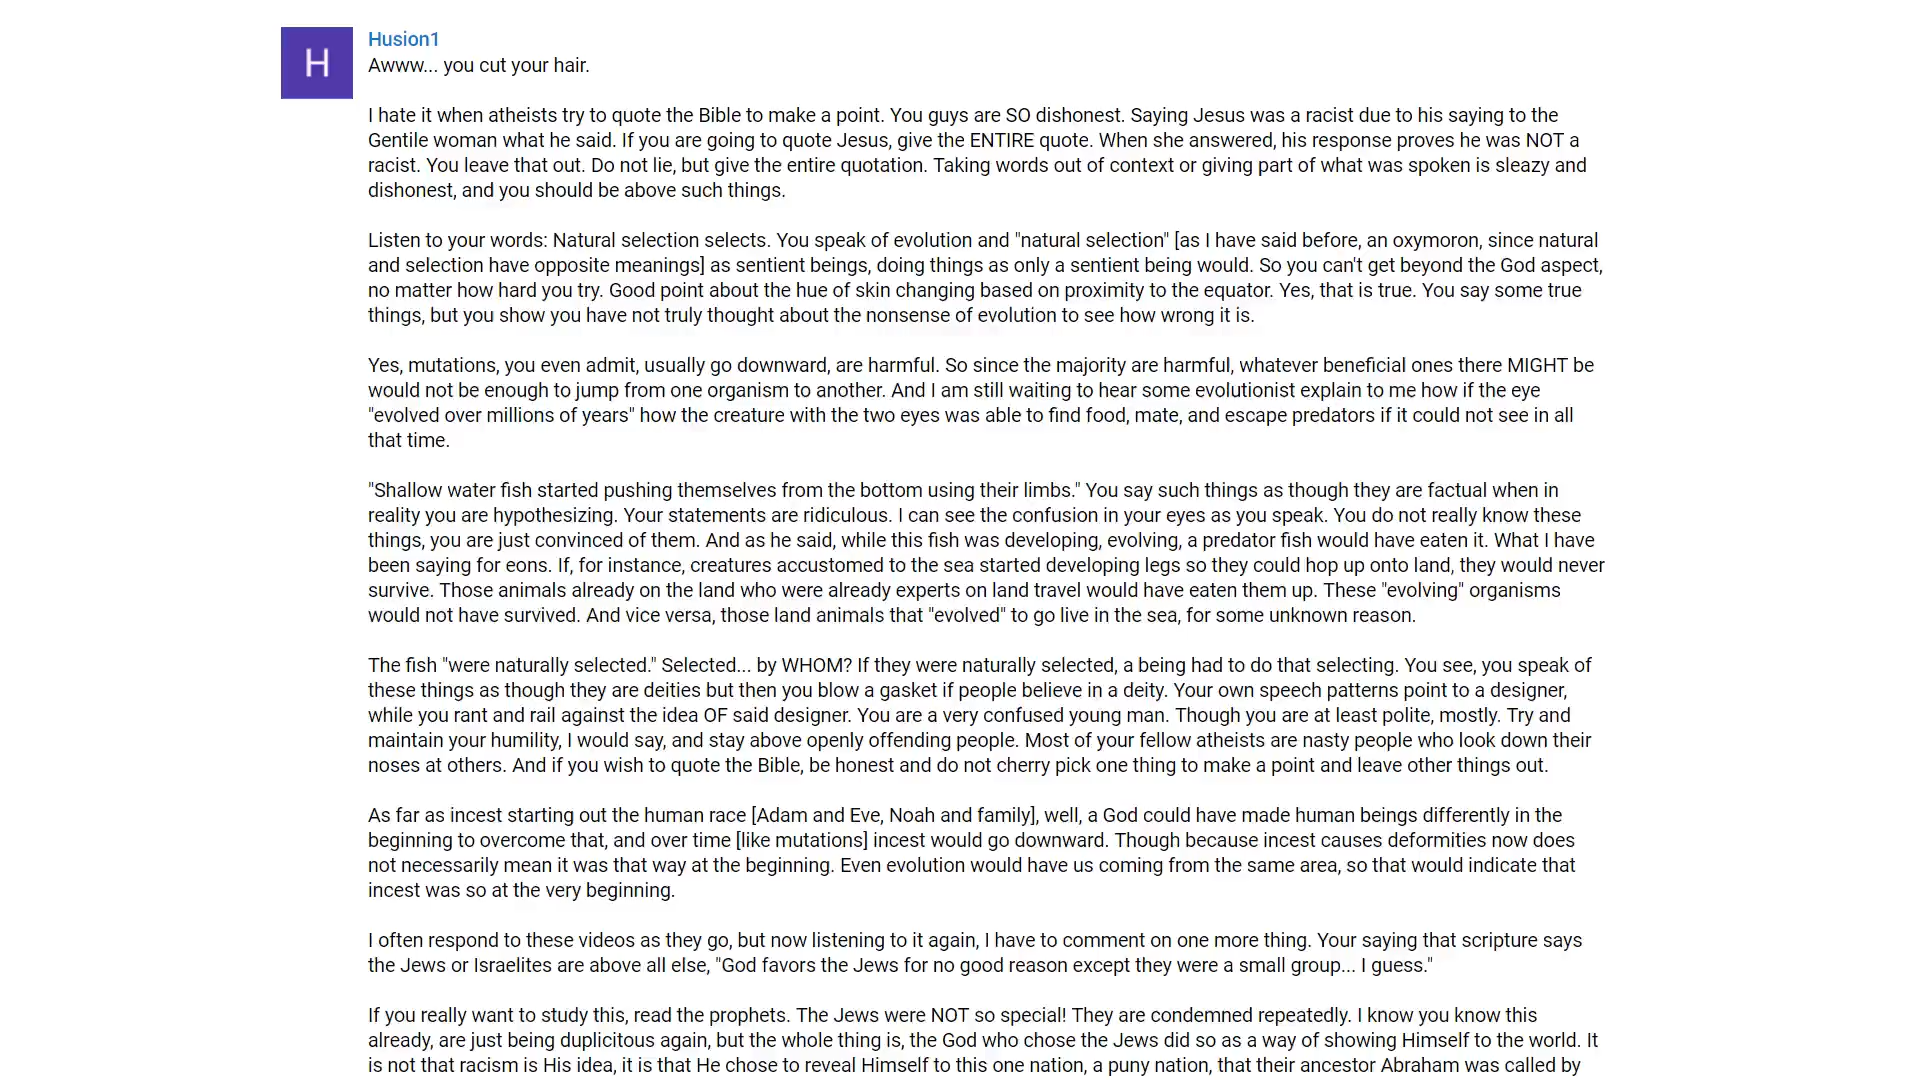 H
Husion1
Awww... you cut your hair.
I hate it when atheists try to quote the Bible to make a point. You guys are SO dishonest. Saying Jesus was a racist due to his saying to the
Gentile woman what he said. If you are going to quote Jesus, give the ENTIRE quote. When she answered, his response proves he was NOT a
racist. You leave that out. Do not lie, but give the entire quotation. Taking words out of context or giving part of what was spoken is sleazy and
dishonest, and you should be above such things.
Listen to your words: Natural selection selects. You speak of evolution and "natural selection" [as I have said before, an oxymoron, since natural
and selection have opposite meanings] as sentient beings, doing things as only a sentient being would. So you can't get beyond the God aspect,
no matter how hard you try. Good point about the hue of skin changing based on proximity to the equator. Yes, that is true. You say some true
things, but you show you have not truly thought about the nonsense of evolution to see how wrong it is.
Yes, mutations, you even admit, usually go downward, are harmful. So since the majority are harmful, whatever beneficial ones there MIGHT be
would not be enough to jump from one organism to another. And I am still waiting to hear some evolutionist explain to me how if the eye
"evolved over millions of years" how the creature with the two eyes was able to find food, mate, and escape predators if it could not see in all
that time.
"Shallow water fish started pushing themselves from the bottom using their limbs." You say such things as though they are factual when in
reality you are hypothesizing. Your statements are ridiculous. I can see the confusion in your eyes as you speak. You do not really know these
things, you are just convinced of them. And as he said, while this fish was developing, evolving, a predator fish would have eaten it. What I have
been saying for eons. If, for instance, creatures accustomed to the sea started developing legs so they could hop up onto land, they would never
survive. Those animals already on the land who were already experts on land travel would have eaten them up. These "evolving" organisms
would not have survived. And vice versa, those land animals that "evolved" to go live in the sea, for some unknown reason.
The fish "were naturally selected." Selected... by WHOM? If they were naturally selected, a being had to do that selecting. You see, you speak of
these things as though they are deities but then you blow a gasket if people believe in a deity. Your own speech patterns point to a designer,
while you rant and rail against the idea OF said designer. You are a very confused young man. Though you are at least polite, mostly. Try and
maintain your humility, I would say, and stay above openly offending people. Most of your fellow atheists are nasty people who look down their
noses at others. And if you wish to quote the Bible, be honest and do not cherry pick one thing to make a point and leave other things out.
As far as incest starting out the human race [Adam and Eve, Noah and family], well, a God could have made human beings differently in the
beginning to overcome that, and over time [like mutations] incest would go downward. Though because incest causes deformities now does
not necessarily mean it was that way at the beginning. Even evolution would have us coming from the same area, so that would indicate that
incest was so at the very beginning.
I often respond to these videos as they go, but now listening to it again, I have to comment on one more thing. Your saying that scripture says
the Jews or Israelites are above all else, "God favors the Jews for no good reason except they were a small group... I guess."
If you really want to study this, read the prophets. The Jews were NOT so special! They are condemned repeatedly. I know you know this
already, are just being duplicitous again, but the whole thing is, the God who chose the Jews did so as a way of showing Himself to the world. It
is not that racism is His idea, it is that He chose to reveal Himself to this one nation, a puny nation, that their ancestor Abraham was called by